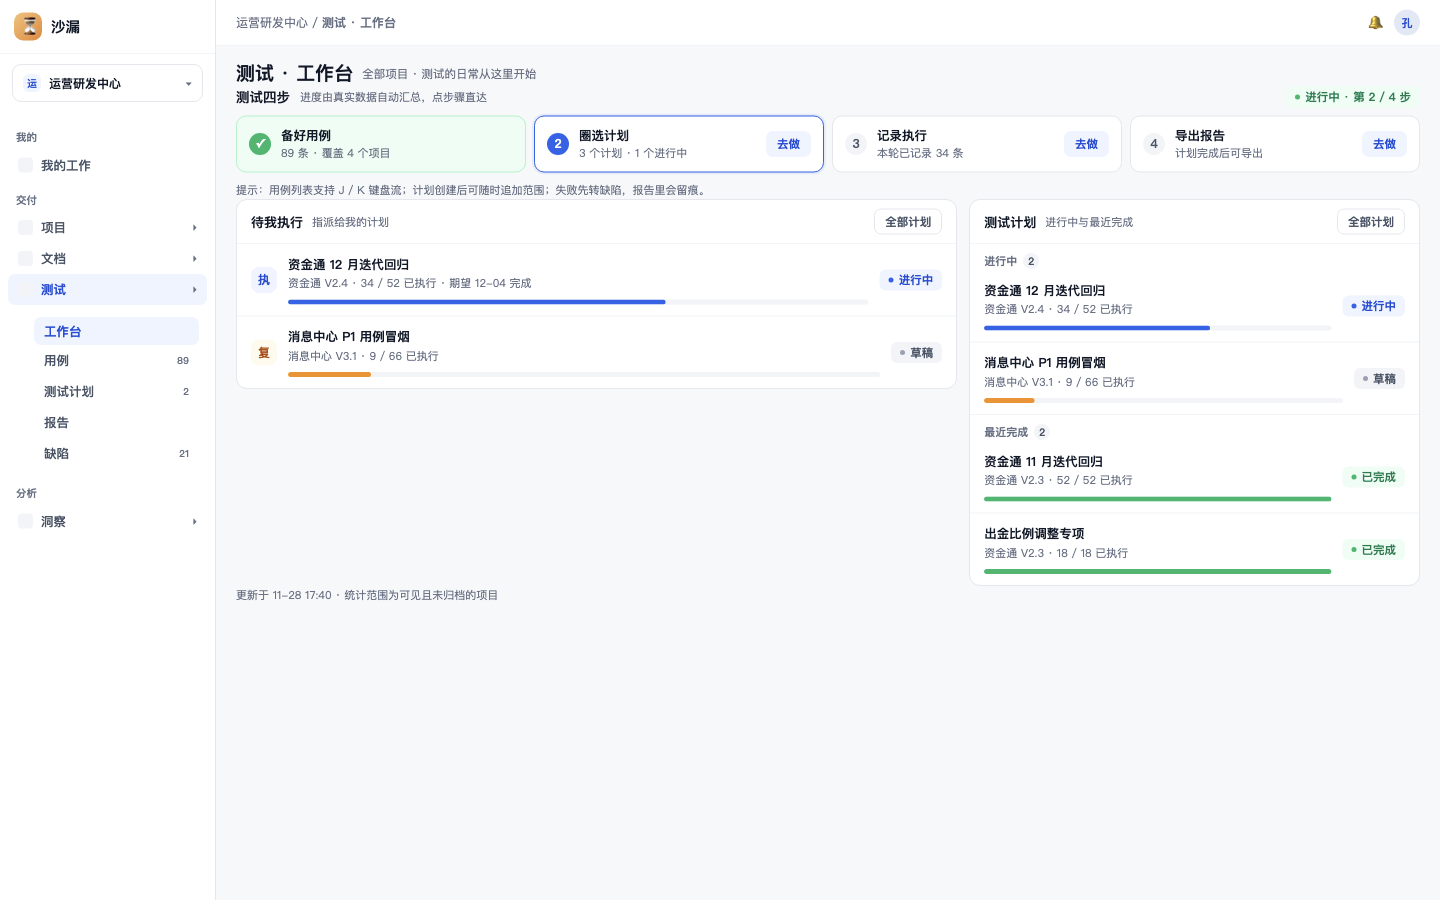 沙漏
运 运营研发中心
我的
我的工作
交付
项目
文档
测试
工作台
用例 89
测试计划 2
报告
缺陷 21
分析
洞察
运营研发中心 / 测试 · 工作台
孔
测试 · 工作台 全部项目 · 测试的日常从这里开始
测试四步 进度由真实数据自动汇总，点步骤直达
进行中 · 第 2 / 4 步
备好用例
89 条 · 覆盖 4 个项目
2 圈选计划
3 个计划 · 1 个进行中
去做
3 记录执行
本轮已记录 34 条
去做
4 导出报告
计划完成后可导出
去做
提示：用例列表支持 J / K 键盘流；计划创建后可随时追加范围；失败先转缺陷，报告里会留痕。
待我执行 指派给我的计划 全部计划
执 资金通 12 月迭代回归
资金通 V2.4 · 34 / 52 已执行 · 期望 12-04 完成
进行中
复 消息中心 P1 用例冒烟
消息中心 V3.1 · 9 / 66 已执行
草稿
测试计划 进行中与最近完成 全部计划
进行中 2
资金通 12 月迭代回归
资金通 V2.4 · 34 / 52 已执行
进行中
消息中心 P1 用例冒烟
消息中心 V3.1 · 9 / 66 已执行
草稿
最近完成 2
资金通 11 月迭代回归
资金通 V2.3 · 52 / 52 已执行
已完成
出金比例调整专项
资金通 V2.3 · 18 / 18 已执行
已完成
更新于 11-28 17:40 · 统计范围为可见且未归档的项目